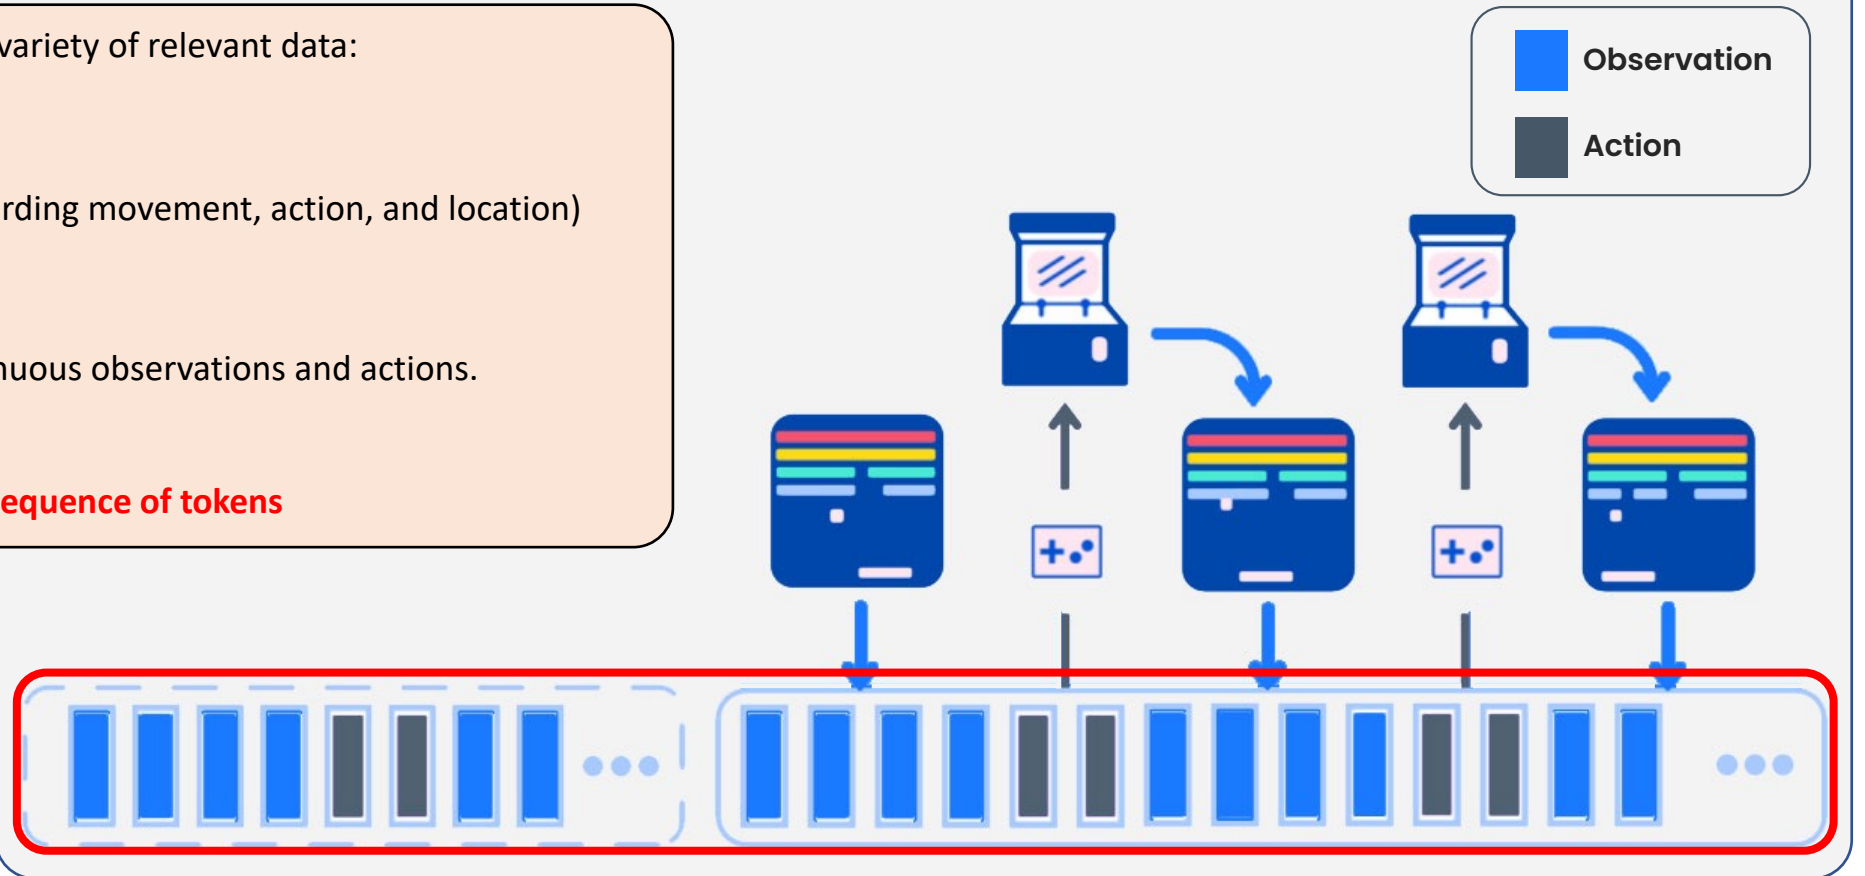 variety of relevant data:
rding movement, action, and location)
nuous observations and actions.
equence of tokens
Observation
Action